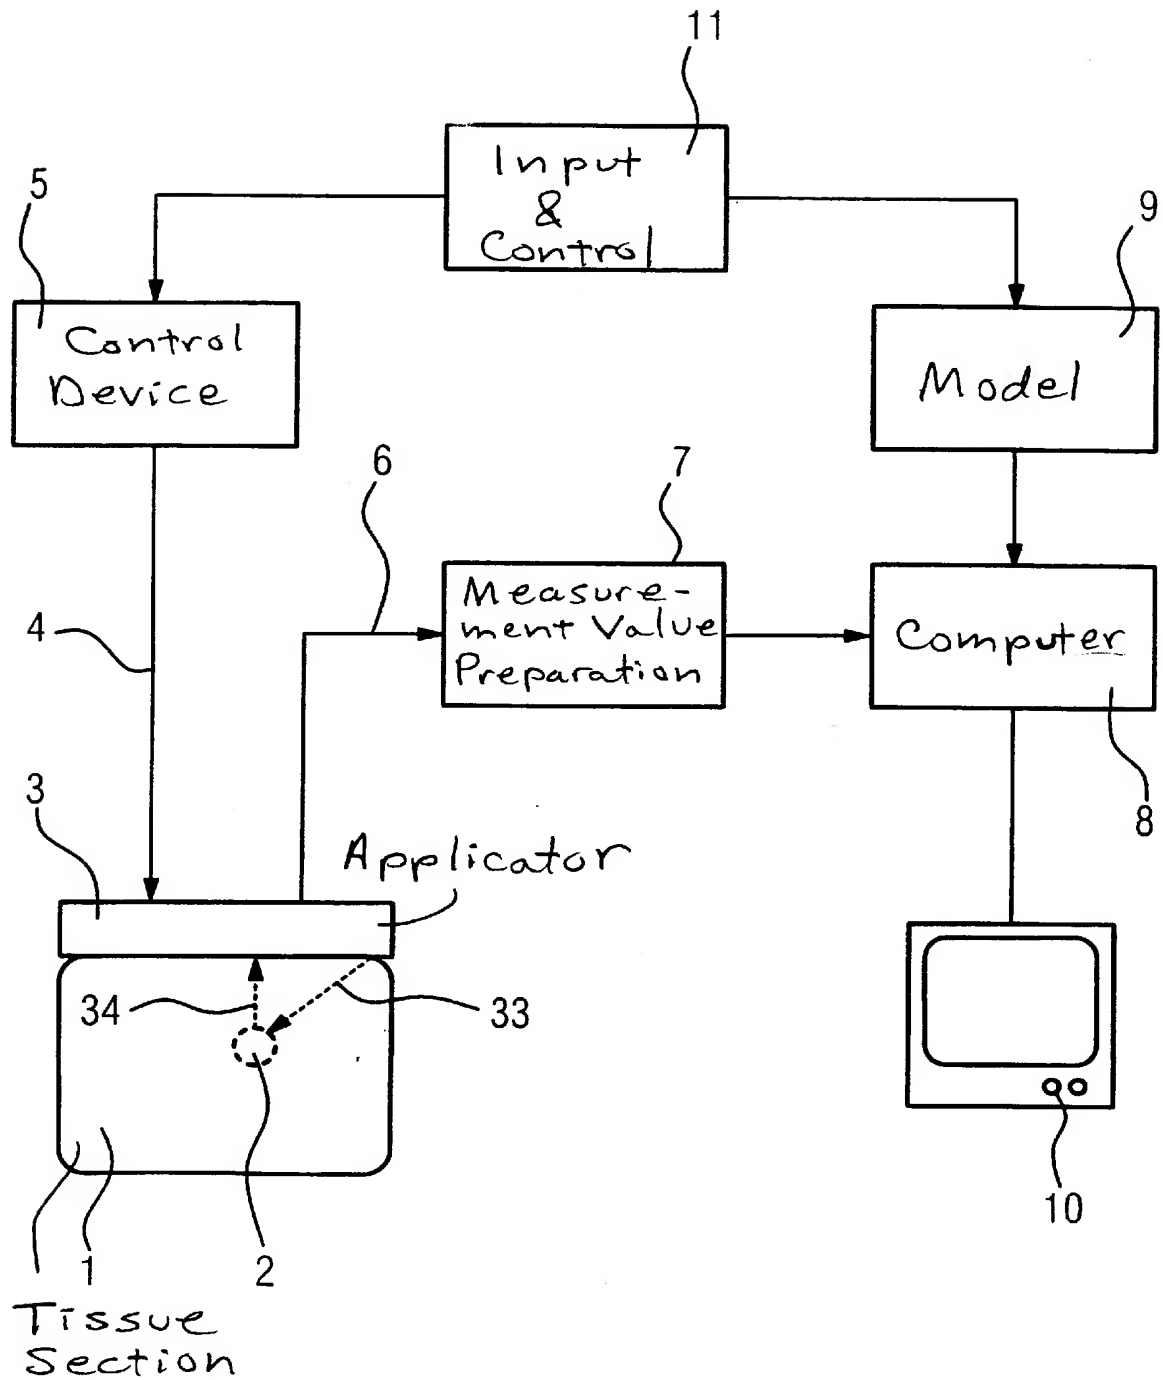 11
Input
&
Control
5
9
Control
Device
Model
6
7
Measure-
ment Value
Preparation
Computer
4
3
8
Applicator
34
33
10
1
2
Tissue
Section